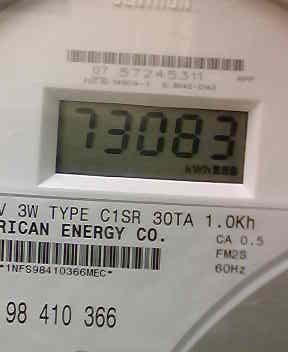 07 57245311
73083
kWh
V 3W TYPE C1SR 30TA 1.0Kh
RICAN ENERGY CO.
CA 0.5
FM2S
60Hz
*1NFS98410366MEC*
98 410 366